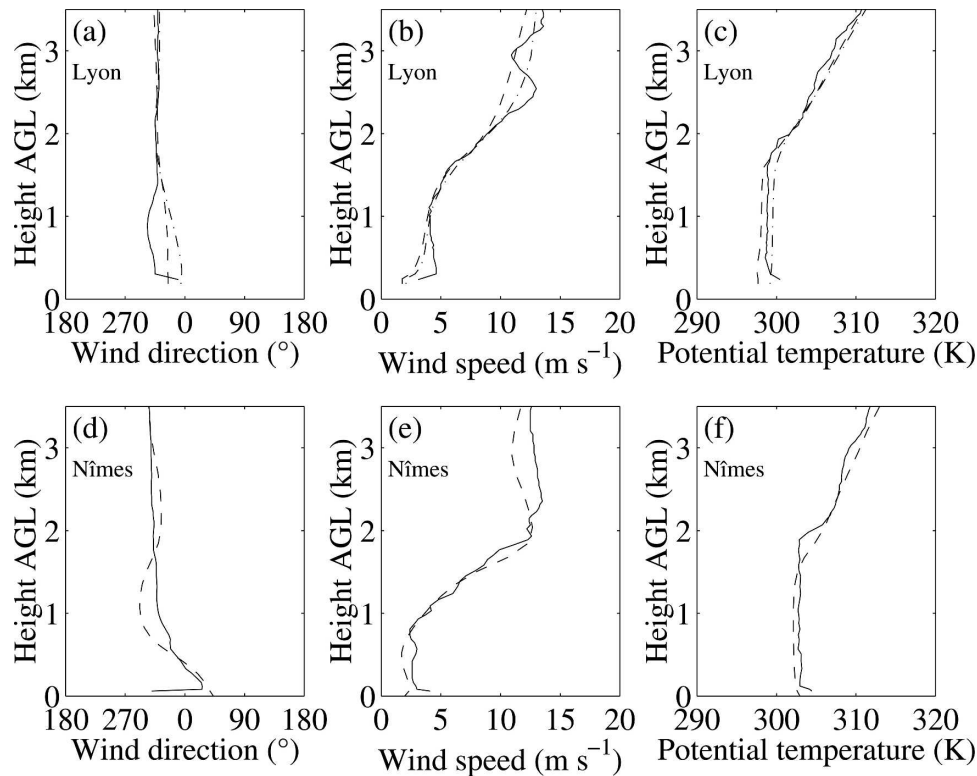 (a) (b) (c)
Lyon Lyon Lyon
Height AGL (km) Height AGL (km) Height AGL (km)
3 3 3
2 2 2
1 1 1
0 0 0
180 270 0 90 180 0 5 10 15 20 290 300 310 320
Wind direction (°) Wind speed (m s⁻¹) Potential temperature (K)
(d) (e) (f)
Nîmes Nîmes Nîmes
Height AGL (km) Height AGL (km) Height AGL (km)
3 3 3
2 2 2
1 1 1
0 0 0
180 270 0 90 180 0 5 10 15 20 290 300 310 320
Wind direction (°) Wind speed (m s⁻¹) Potential temperature (K)